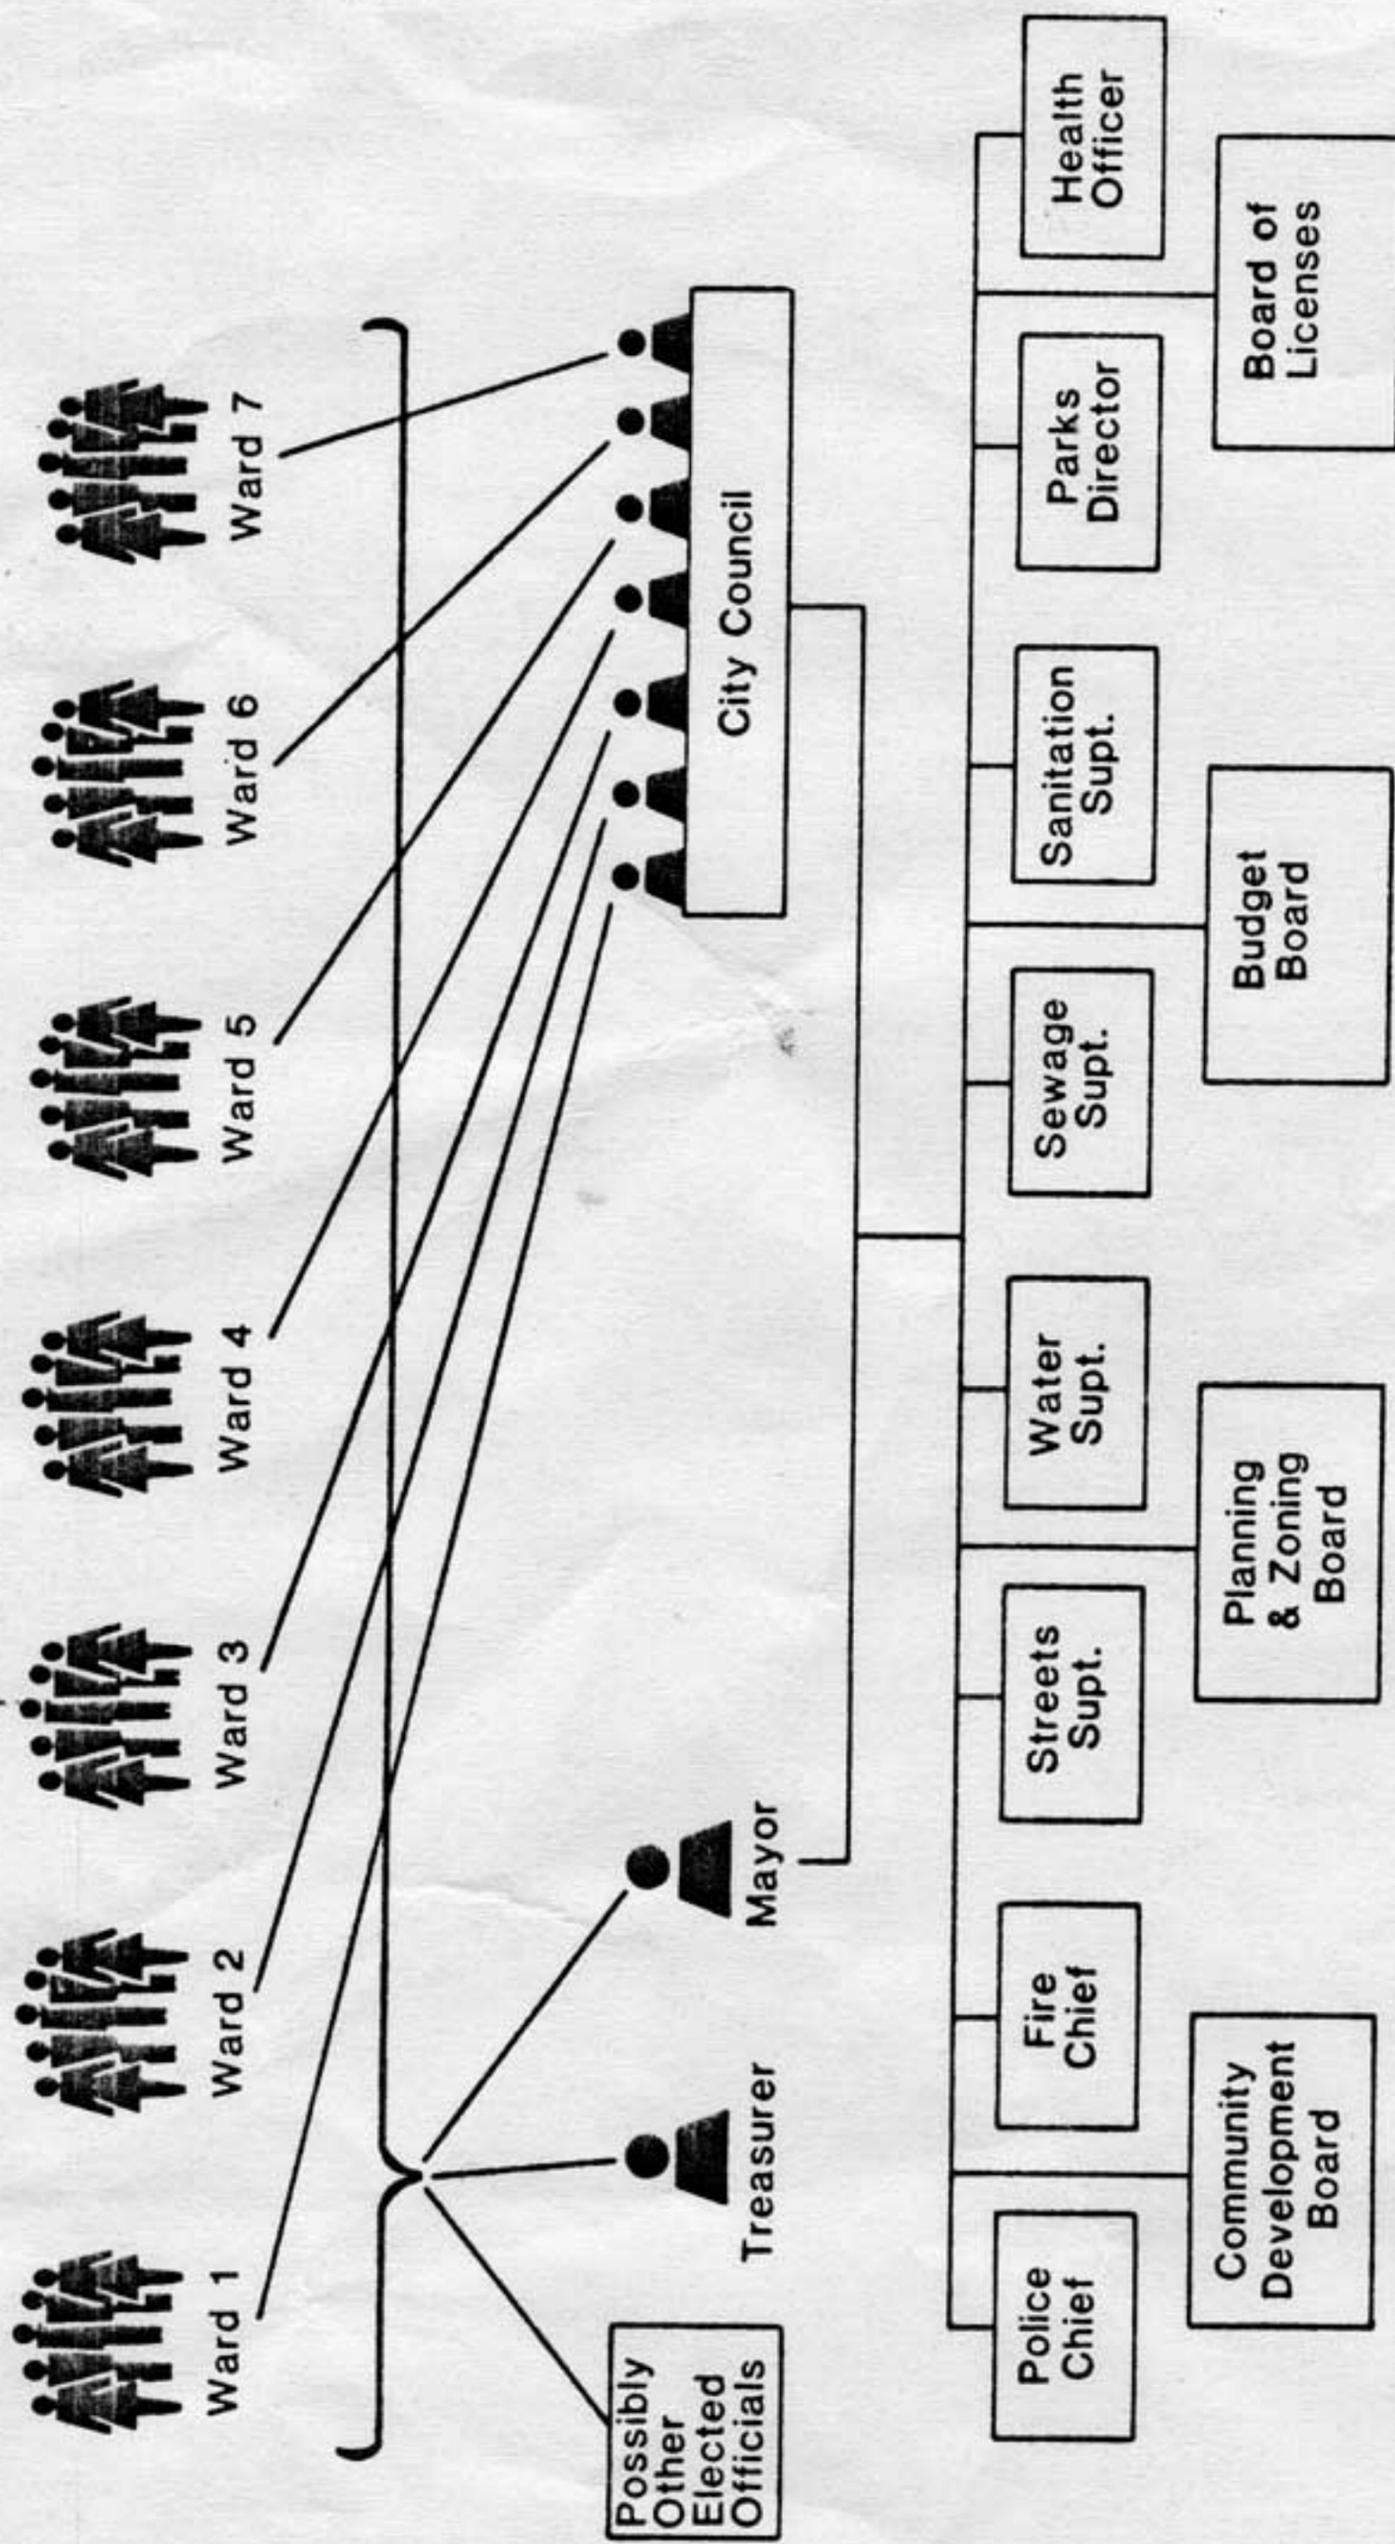 Ward 1
Ward 2
Ward 3
Ward 4
Ward 5
Ward 6
Ward 7
Possibly
Other
Elected
Officials
Treasurer
Mayor
City Council
Police
Chief
Fire
Chief
Streets
Supt.
Water
Supt.
Sewage
Supt.
Sanitation
Supt.
Parks
Director
Health
Officer
Community
Development
Board
Planning
& Zoning
Board
Budget
Board
Board of
Licenses